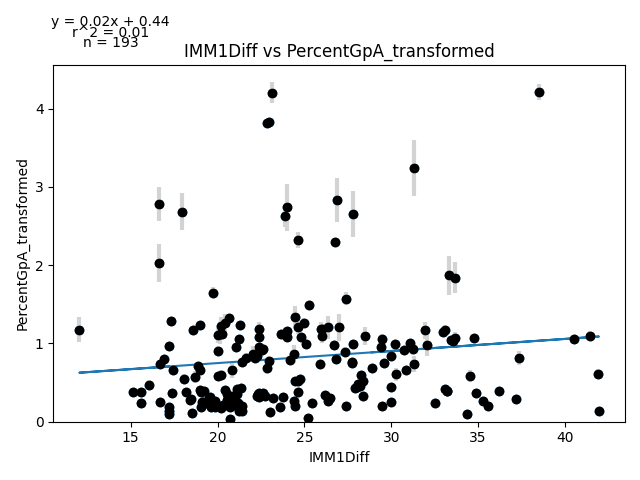 y = 0.02x + 0.44
r^2 = 0.01
n = 193
IMM1Diff vs PercentGpA_transformed
PercentGpA_transformed
4
3
2
1
0
15 20 25 30 35 40
IMM1Diff